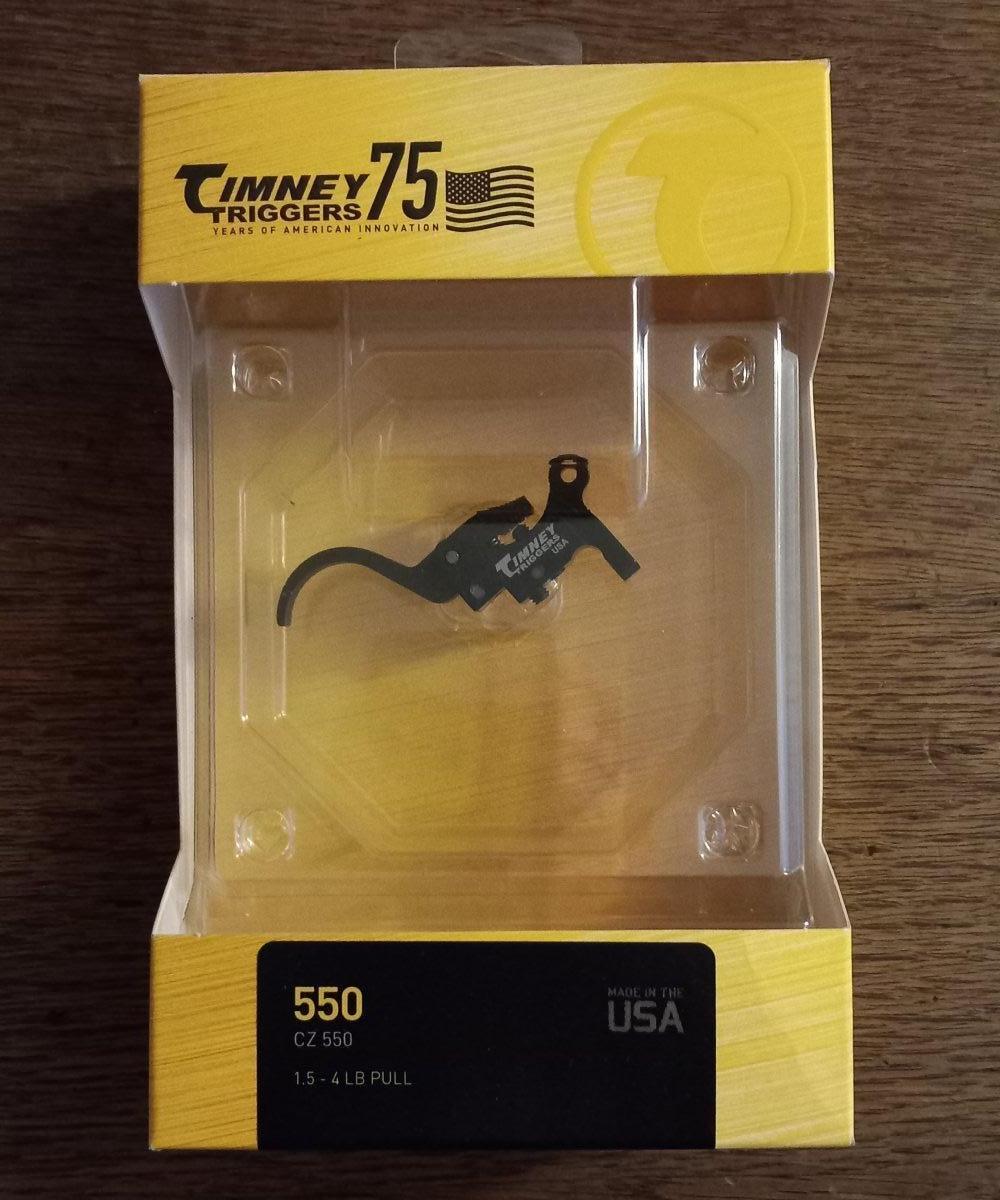 TIMNEY 75
TRIGGERS
YEARS OF AMERICAN INNOVATION
TIMNEY
TRIGGERS
USA
550
CZ 550
1.5 - 4 LB PULL
MADE IN THE
USA